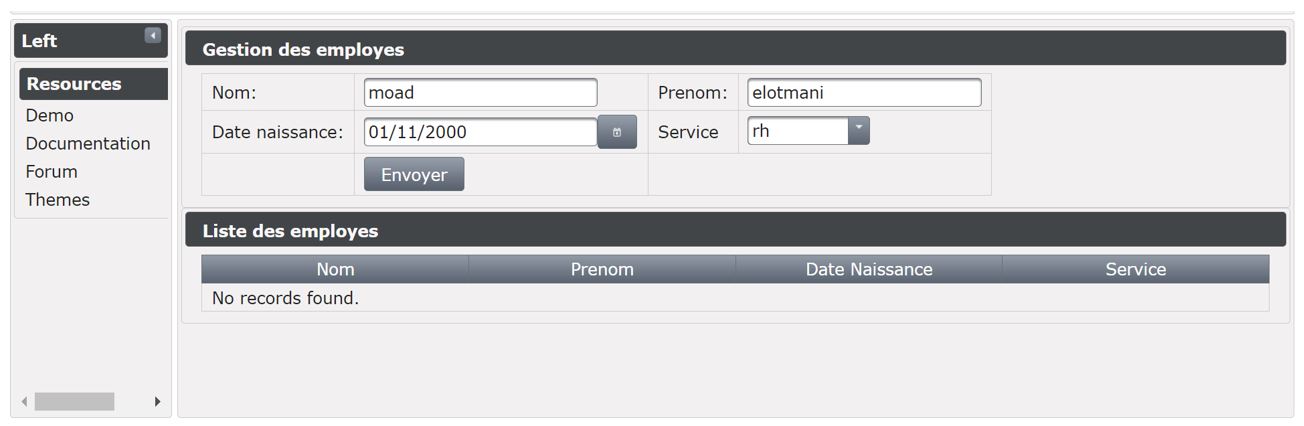 Left
Resources
Demo
Documentation
Forum
Themes
Gestion des employes
Nom: moad Prenom: elotmani
Date naissance: 01/11/2000 Service rh
Envoyer
Liste des employes
Nom Prenom Date Naissance Service
No records found.